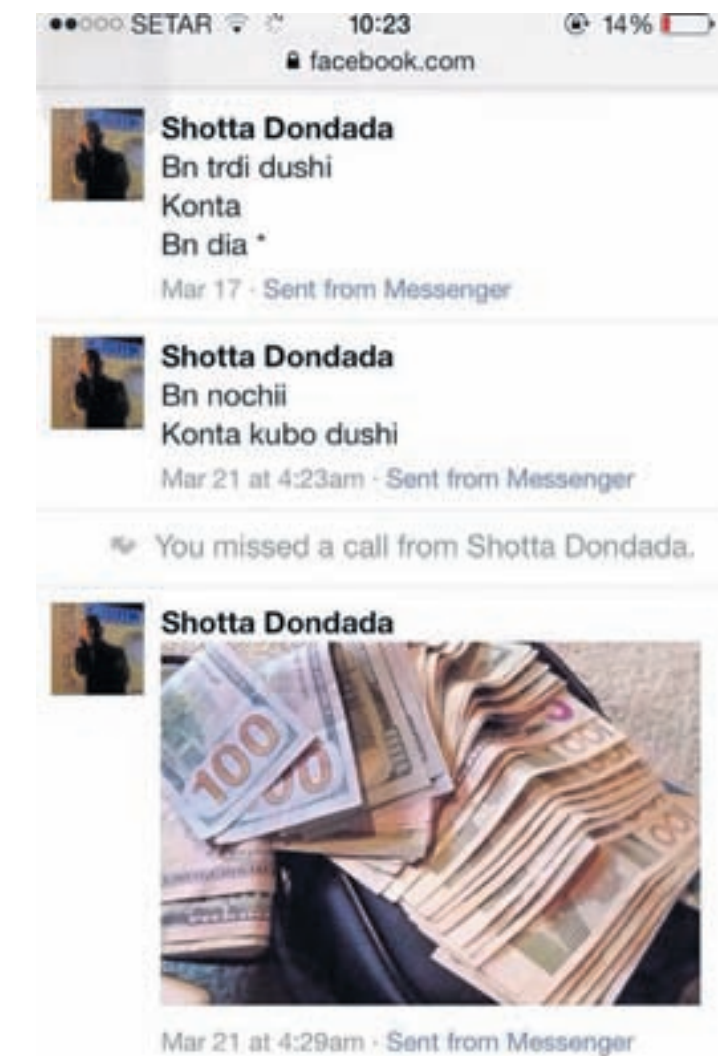 SETAR 10:23 14%
facebook.com
Shotta Dondada
Bn trdi dushi
Konta
Bn dia *
Mar 17 · Sent from Messenger
Shotta Dondada
Bn nochii
Konta kubo dushi
Mar 21 at 4:23am · Sent from Messenger
You missed a call from Shotta Dondada.
Shotta Dondada
100
Mar 21 at 4:29am · Sent from Messenger